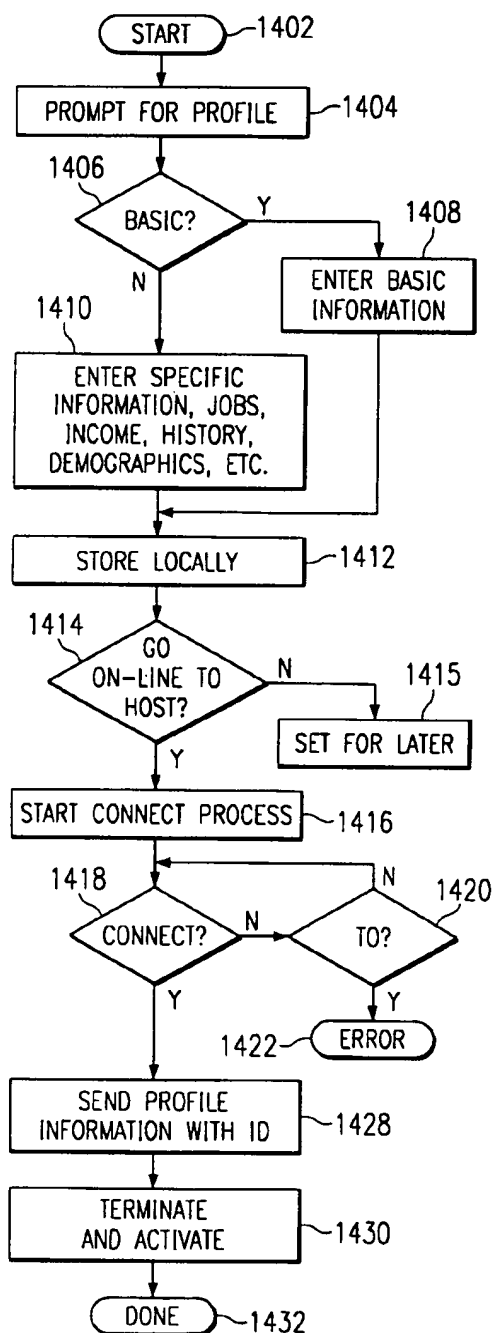 START
1402
PROMPT FOR PROFILE
1404
1406
BASIC?
Y
N
1408
ENTER BASIC
INFORMATION
1410
ENTER SPECIFIC
INFORMATION, JOBS,
INCOME, HISTORY,
DEMOGRAPHICS, ETC.
STORE LOCALLY
1412
1414
GO
ON-LINE TO
HOST?
N
Y
1415
SET FOR LATER
START CONNECT PROCESS
1416
1418
CONNECT?
N
Y
N
1420
TO?
Y
1422
ERROR
SEND PROFILE
INFORMATION WITH ID
1428
TERMINATE
AND ACTIVATE
1430
DONE
1432